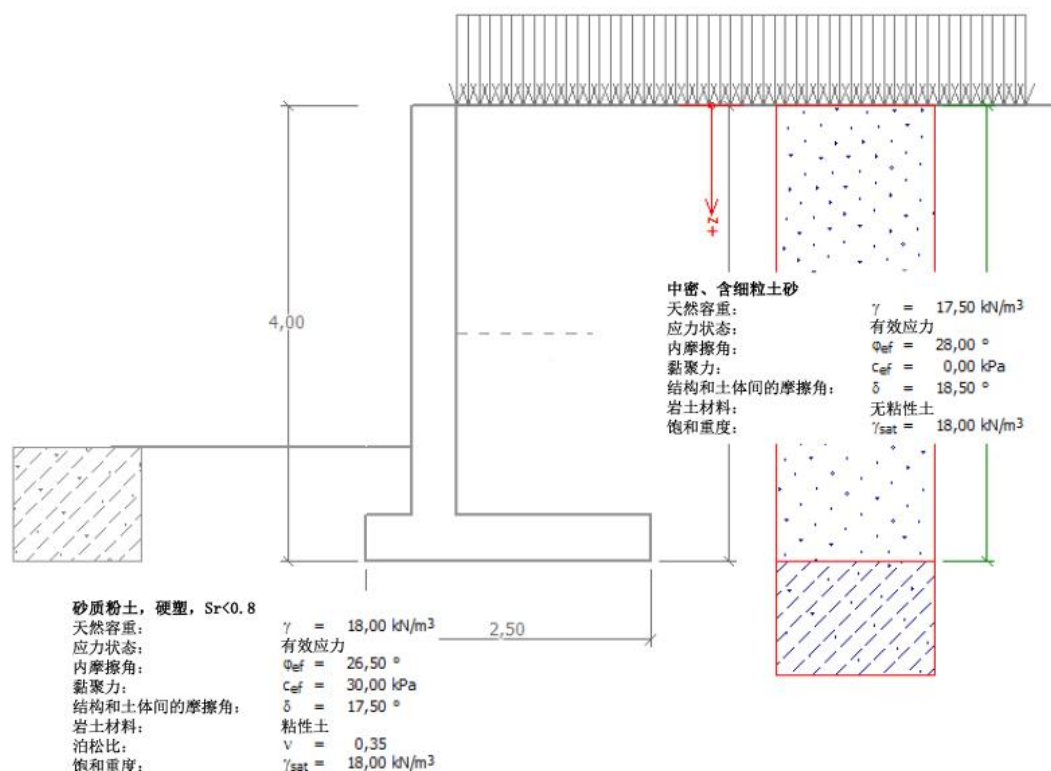 4,00
+z
中密、含细粒土砂
天然容重: γ = 17,50 kN/m3
应力状态: 有效应力
内摩擦角: φef = 28,00 °
黏聚力: cef = 0,00 kPa
结构和土体间的摩擦角: δ = 18,50 °
岩土材料: 无粘性土
饱和重度: γsat = 18,00 kN/m3
砂质粉土, 硬塑, Sr<0.8
天然容重: γ = 18,00 kN/m3
应力状态: 有效应力
内摩擦角: φef = 26,50 °
黏聚力: cef = 30,00 kPa
结构和土体间的摩擦角: δ = 17,50 °
岩土材料: 粘性土
泊松比: ν = 0,35
饱和重度: γsat = 18,00 kN/m3
2,50